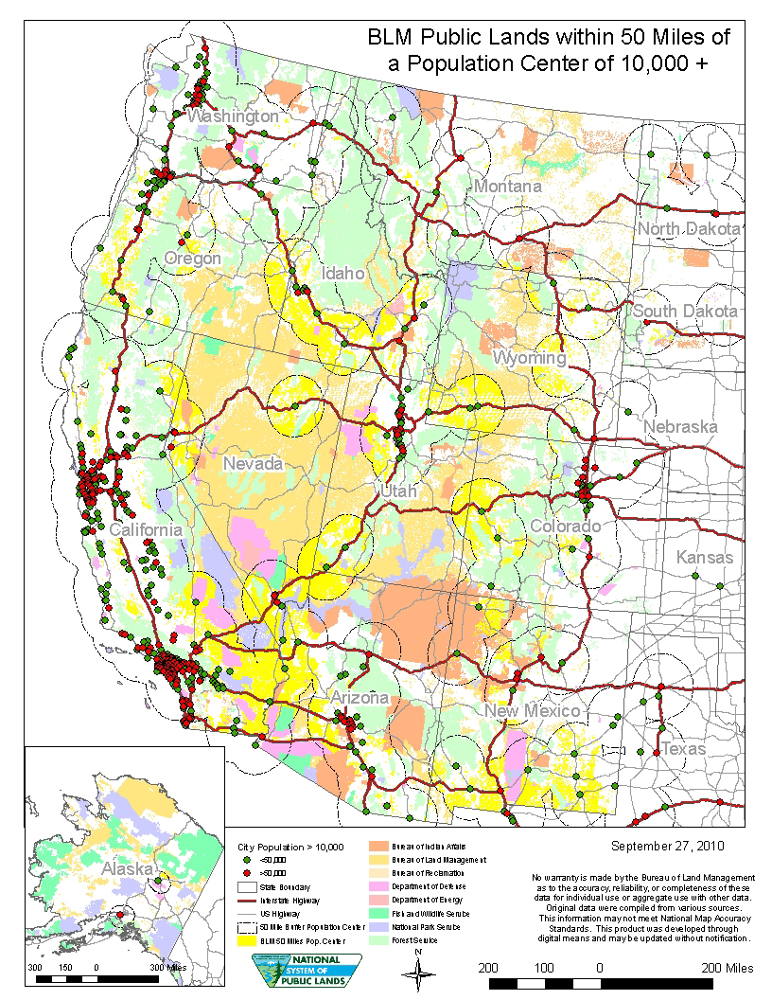 BLM Public Lands within 50 Miles of
a Population Center of 10,000 +
Washington
Montana
North Dakota
Oregon
Idaho
South Dakota
Wyoming
Nebraska
Nevada
Utah
California
Colorado
Kansas
Arizona
New Mexico
Texas
Alaska
300 150 0 300 Miles
City Population > 10,000
<50,000
>50,000
State Boundary
Interstate Highway
US Highway
50 Mile Buffer Population Center
BLM 50 Miles Pop. Center
Bureau of Indian Affairs
Bureau of Land Management
Bureau of Reclamation
Department of Defense
Department of Energy
Fish and Wildlife Service
National Park Service
Forest Service
NATIONAL
SYSTEM OF
PUBLIC LANDS
N
September 27, 2010
No warranty is made by the Bureau of Land Management
as to the accuracy, reliability, or completeness of these
data for individual use or aggregate use with other data.
Original data were compiled from various sources.
This information may not meet National Map Accuracy
Standards. This product was developed through
digital means and may be updated without notification.
200 100 0 200 Miles